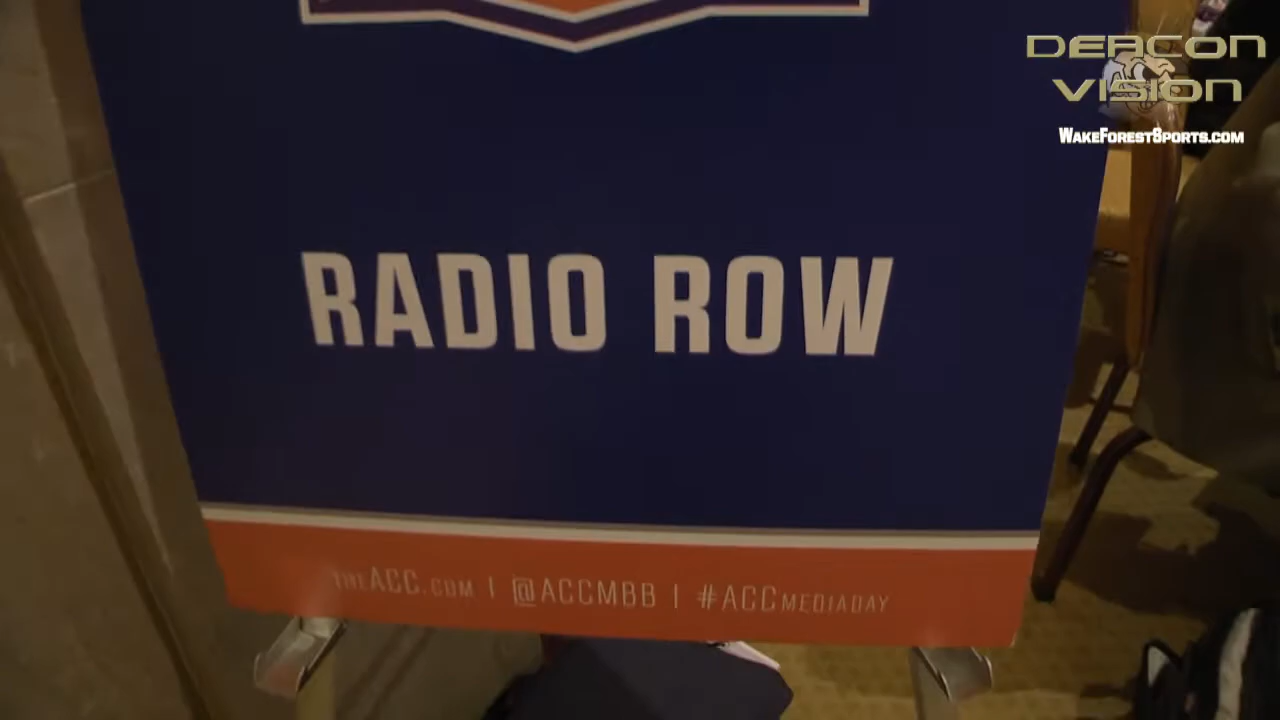 DEACON
VISION
WAKEFORESTSPORTS.COM
RADIO ROW
THEACC.COM | @ACCMBB | #ACCMEDIADAY